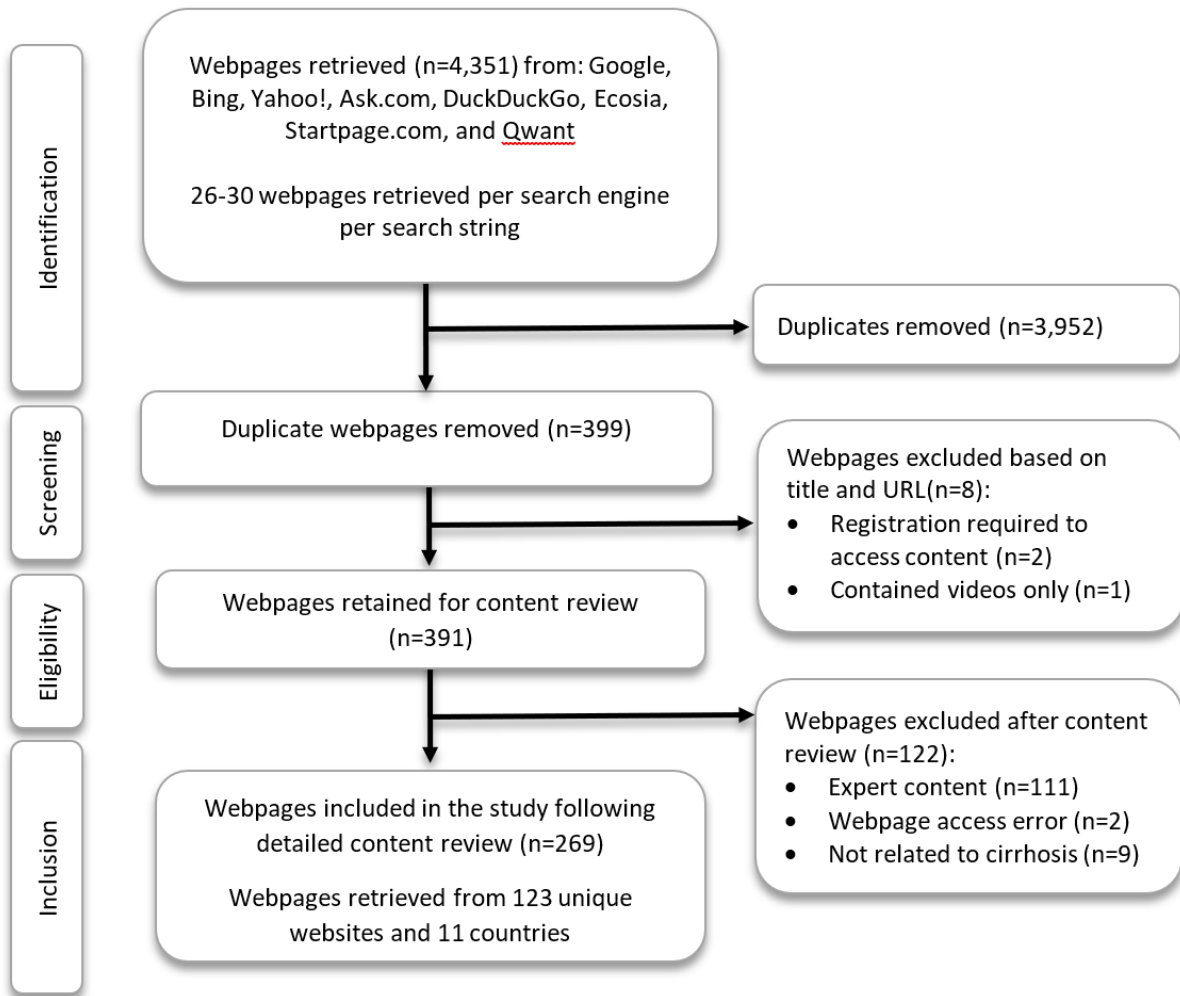 Identification
Webpages retrieved (n=4,351) from: Google,
Bing, Yahoo!, Ask.com, DuckDuckGo, Ecosia,
Startpage.com, and Qwant
26-30 webpages retrieved per search engine
per search string
Duplicates removed (n=3,952)
Screening
Duplicate webpages removed (n=399)
Webpages excluded based on
title and URL(n=8):
• Registration required to
access content (n=2)
• Contained videos only (n=1)
Eligibility
Webpages retained for content review
(n=391)
Webpages excluded after content
review (n=122):
• Expert content (n=111)
• Webpage access error (n=2)
• Not related to cirrhosis (n=9)
Inclusion
Webpages included in the study following
detailed content review (n=269)
Webpages retrieved from 123 unique
websites and 11 countries